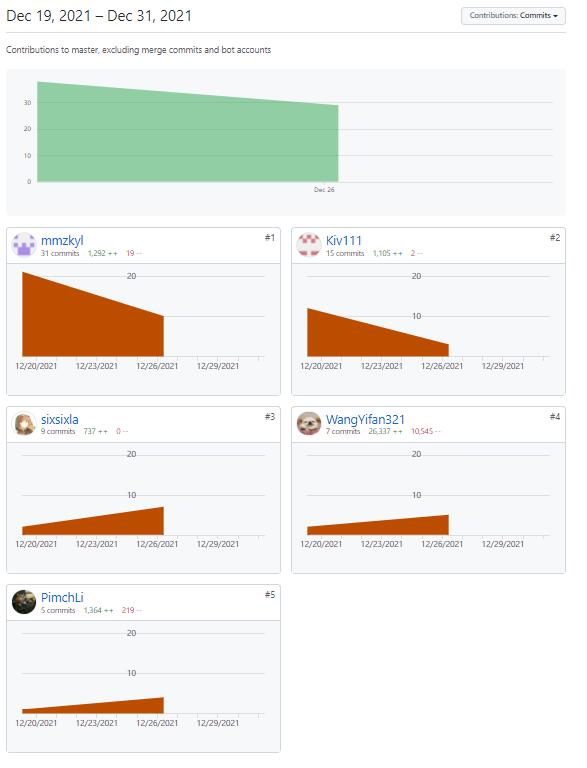 Dec 19, 2021 – Dec 31, 2021
Contributions: Commits
Contributions to master, excluding merge commits and bot accounts
30
20
10
0
Dec 26
mmzkyl #1
31 commits 1,292 ++ 19 --
20
10
12/20/2021 12/23/2021 12/26/2021 12/29/2021
Kiv111 #2
15 commits 1,105 ++ 2 --
20
10
12/20/2021 12/23/2021 12/26/2021 12/29/2021
sixsixla #3
9 commits 737 ++ 0 --
20
10
12/20/2021 12/23/2021 12/26/2021 12/29/2021
WangYifan321 #4
7 commits 26,337 ++ 10,545 --
20
10
12/20/2021 12/23/2021 12/26/2021 12/29/2021
PimchLi #5
5 commits 1,364 ++ 219 --
20
10
12/20/2021 12/23/2021 12/26/2021 12/29/2021